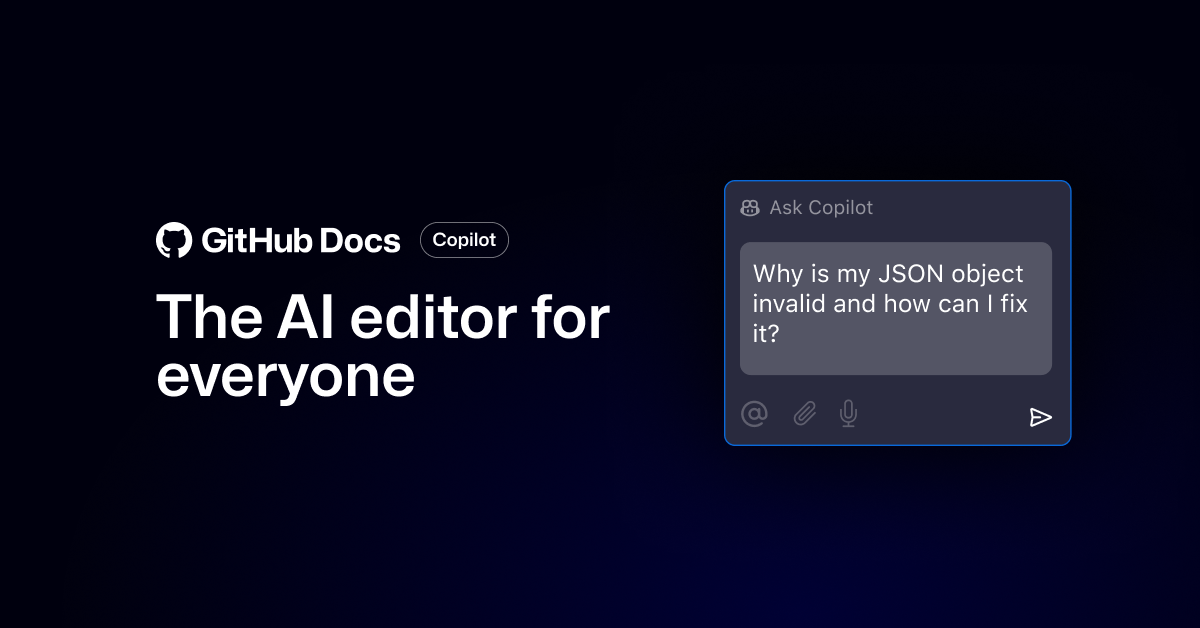 GitHub Docs Copilot
The AI editor for
everyone
Ask Copilot
Why is my JSON object
invalid and how can I fix
it?